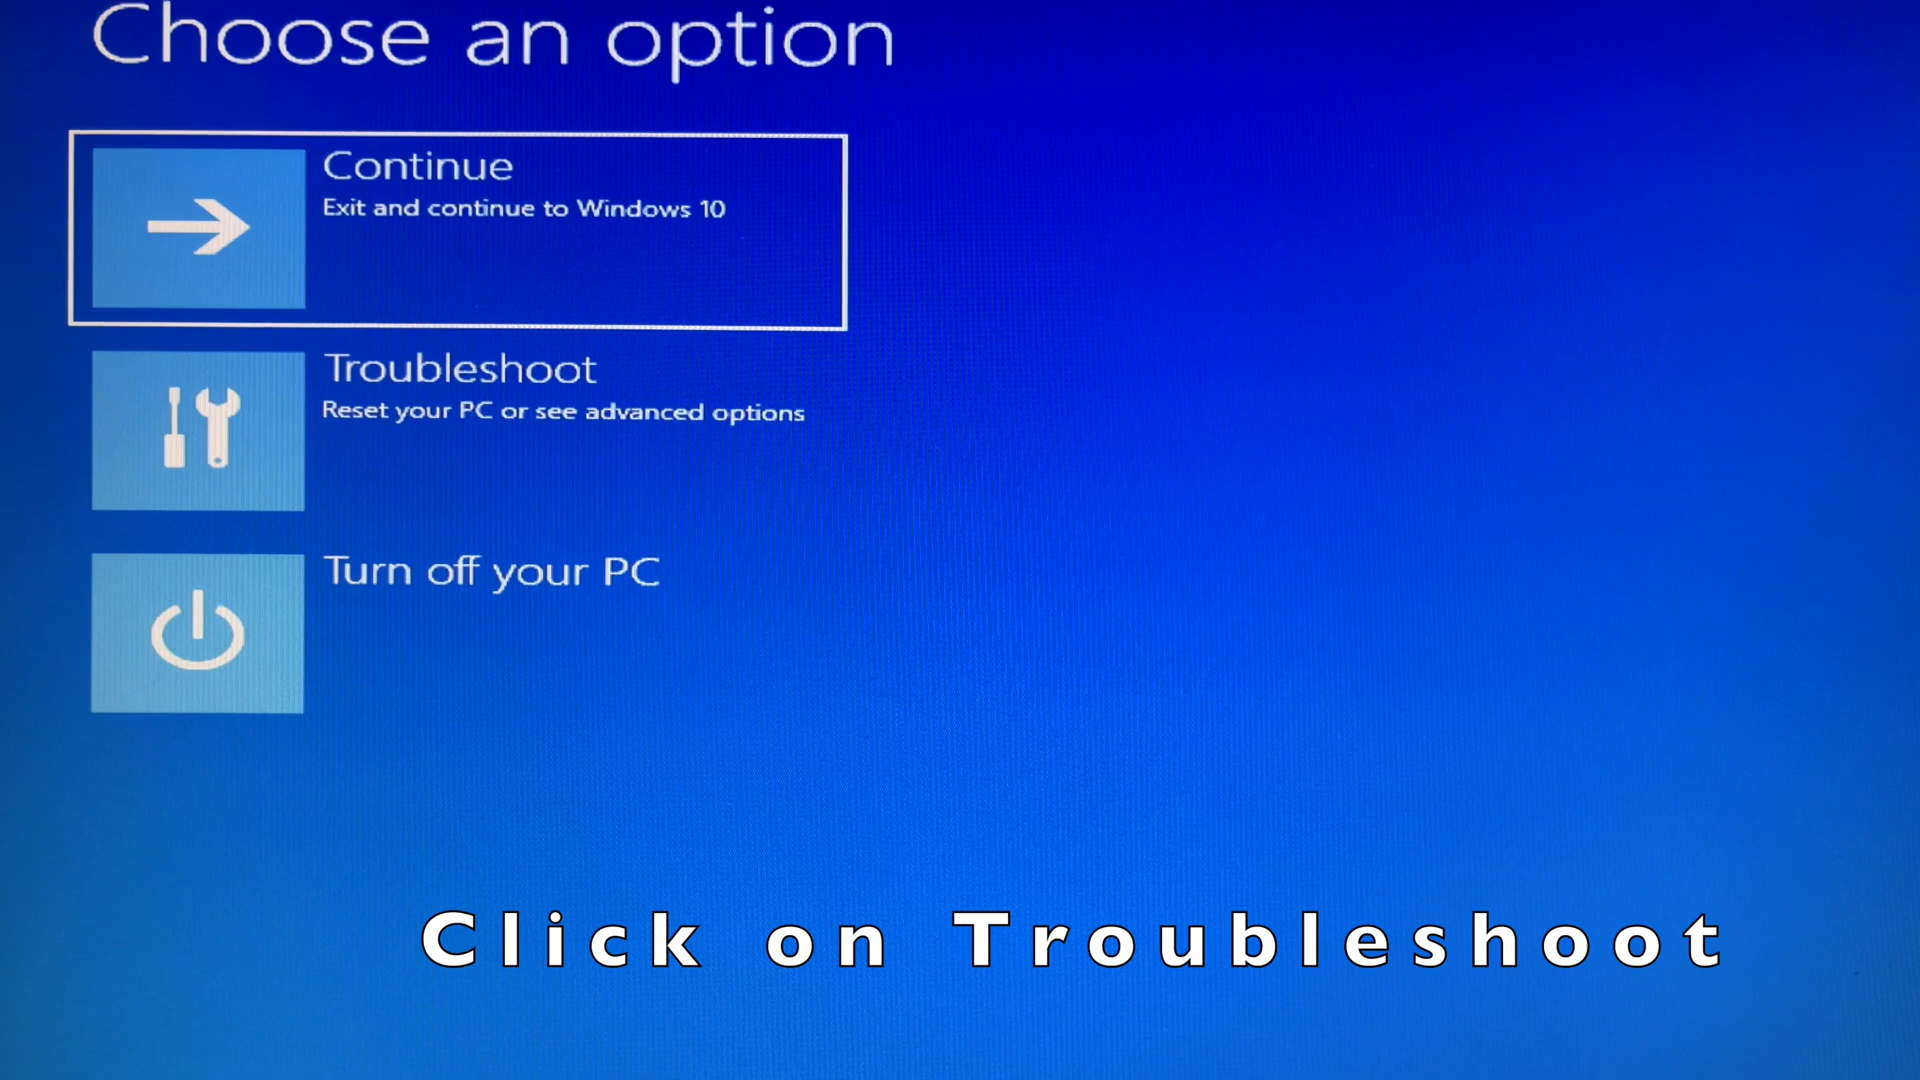 Choose an option
Continue
Exit and continue to Windows 10
Troubleshoot
Reset your PC or see advanced options
Turn off your PC
Click on Troubleshoot